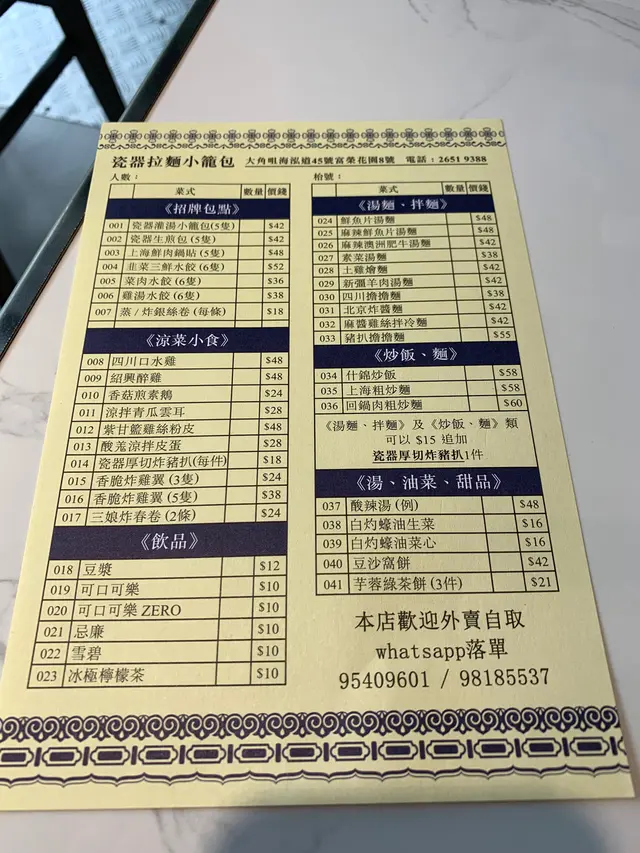 瓷器拉麵小籠包 大角咀海泓道45號富榮花園8號 電話：2651 9388
人數：
枱號：
菜式 數量 價錢
《招牌包點》
001 瓷器灌湯小籠包(5隻) $42
002 瓷器生煎包 (5隻) $42
003 上海鮮肉鍋貼 (5隻) $48
004 韭菜三鮮水餃 (6隻) $52
005 菜肉水餃 (6隻) $36
006 雞湯水餃 (6隻) $38
007 蒸 / 炸銀絲卷 (每條) $18
《涼菜小食》
008 四川口水雞 $48
009 紹興醉雞 $48
010 香菇煎素鵝 $24
011 涼拌青瓜雲耳 $28
012 紫甘籃雞絲粉皮 $48
013 酸羗涼拌皮蛋 $28
014 瓷器厚切炸豬扒(每件) $18
015 香脆炸雞翼 (3隻) $24
016 香脆炸雞翼 (5隻) $38
017 三娘炸春卷 (2條) $24
《飲品》
018 豆漿 $12
019 可口可樂 $10
020 可口可樂 ZERO $10
021 忌廉 $10
022 雪碧 $10
023 冰極檸檬茶 $10
菜式 數量 價錢
《湯麵、拌麵》
024 鮮魚片湯麵 $48
025 麻辣鮮魚片湯麵 $48
026 麻辣澳洲肥牛湯麵 $42
027 素菜湯麵 $38
028 土雞燴麵 $42
029 新彊羊肉湯麵 $42
030 四川擔擔麵 $38
031 北京炸醬麵 $42
032 麻醬雞絲拌冷麵 $42
033 豬扒擔擔麵 $55
《炒飯、麵》
034 什錦炒飯 $58
035 上海粗炒麵 $58
036 回鍋肉粗炒麵 $60
《湯麵、拌麵》及《炒飯、麵》類
可以 $15 追加
瓷器厚切炸豬扒1件
《湯、油菜、甜品》
037 酸辣湯 (例) $48
038 白灼蠔油生菜 $16
039 白灼蠔油菜心 $16
040 豆沙窩餅 $42
041 芋蓉綠茶餅 (3件) $21
本店歡迎外賣自取
whatsapp落單
95409601 / 98185537